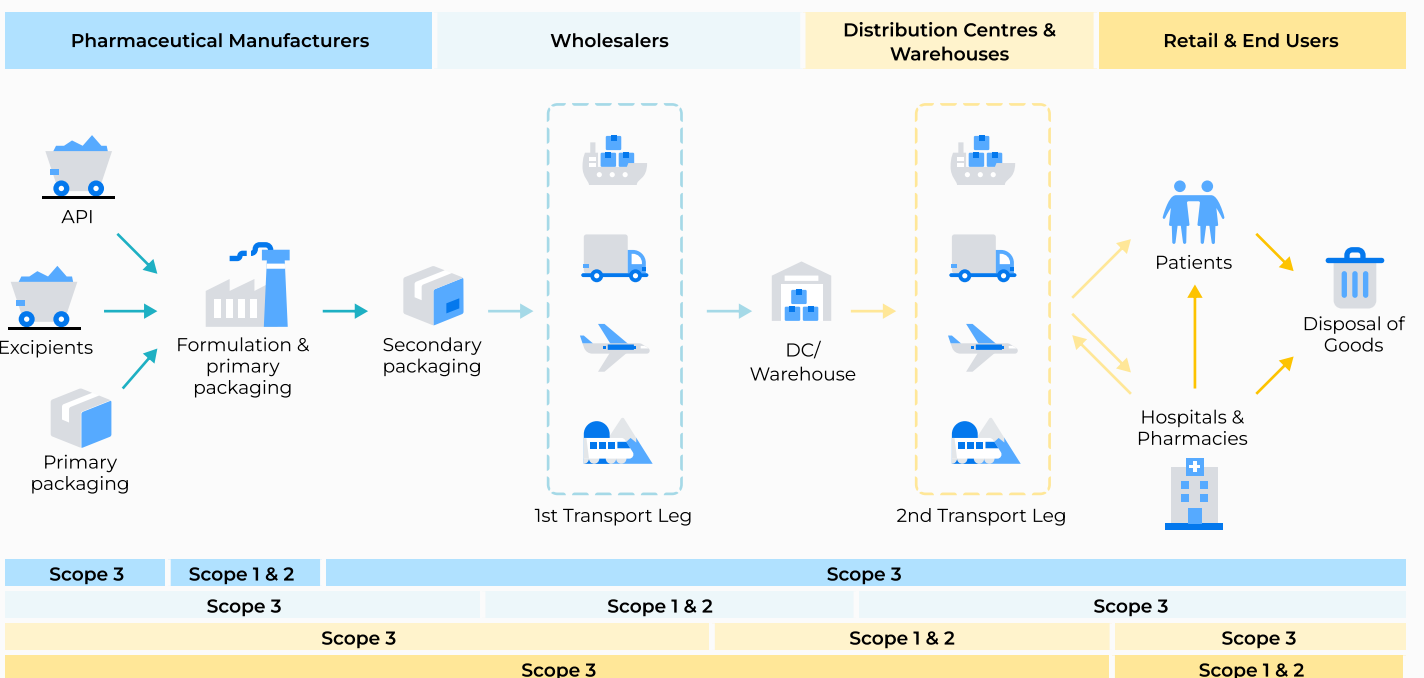 Pharmaceutical Manufacturers
Wholesalers
Distribution Centres &
Warehouses
Retail & End Users
API
Excipients
Primary
packaging
Formulation &
primary
packaging
Secondary
packaging
1st Transport Leg
DC/
Warehouse
2nd Transport Leg
Patients
Hospitals &
Pharmacies
Disposal of
Goods
Scope 3
Scope 1 & 2
Scope 3
Scope 3
Scope 1 & 2
Scope 3
Scope 3
Scope 1 & 2
Scope 3
Scope 3
Scope 1 & 2